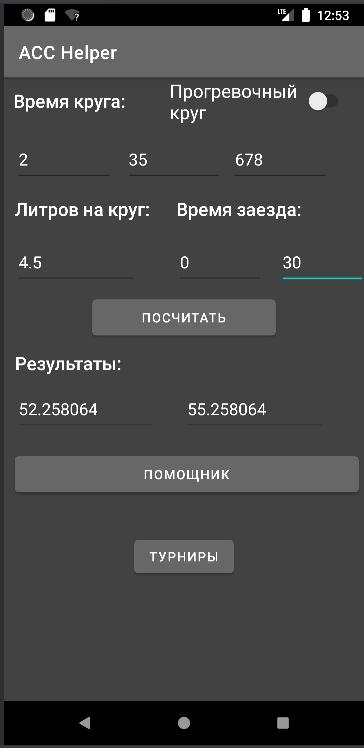 LTE 12:53
ACC Helper
Время круга: Прогревочный
круг
2 35 678
Литров на круг: Время заезда:
4.5 0 30
ПОСЧИТАТЬ
Результаты:
52.258064 55.258064
ПОМОЩНИК
ТУРНИРЫ